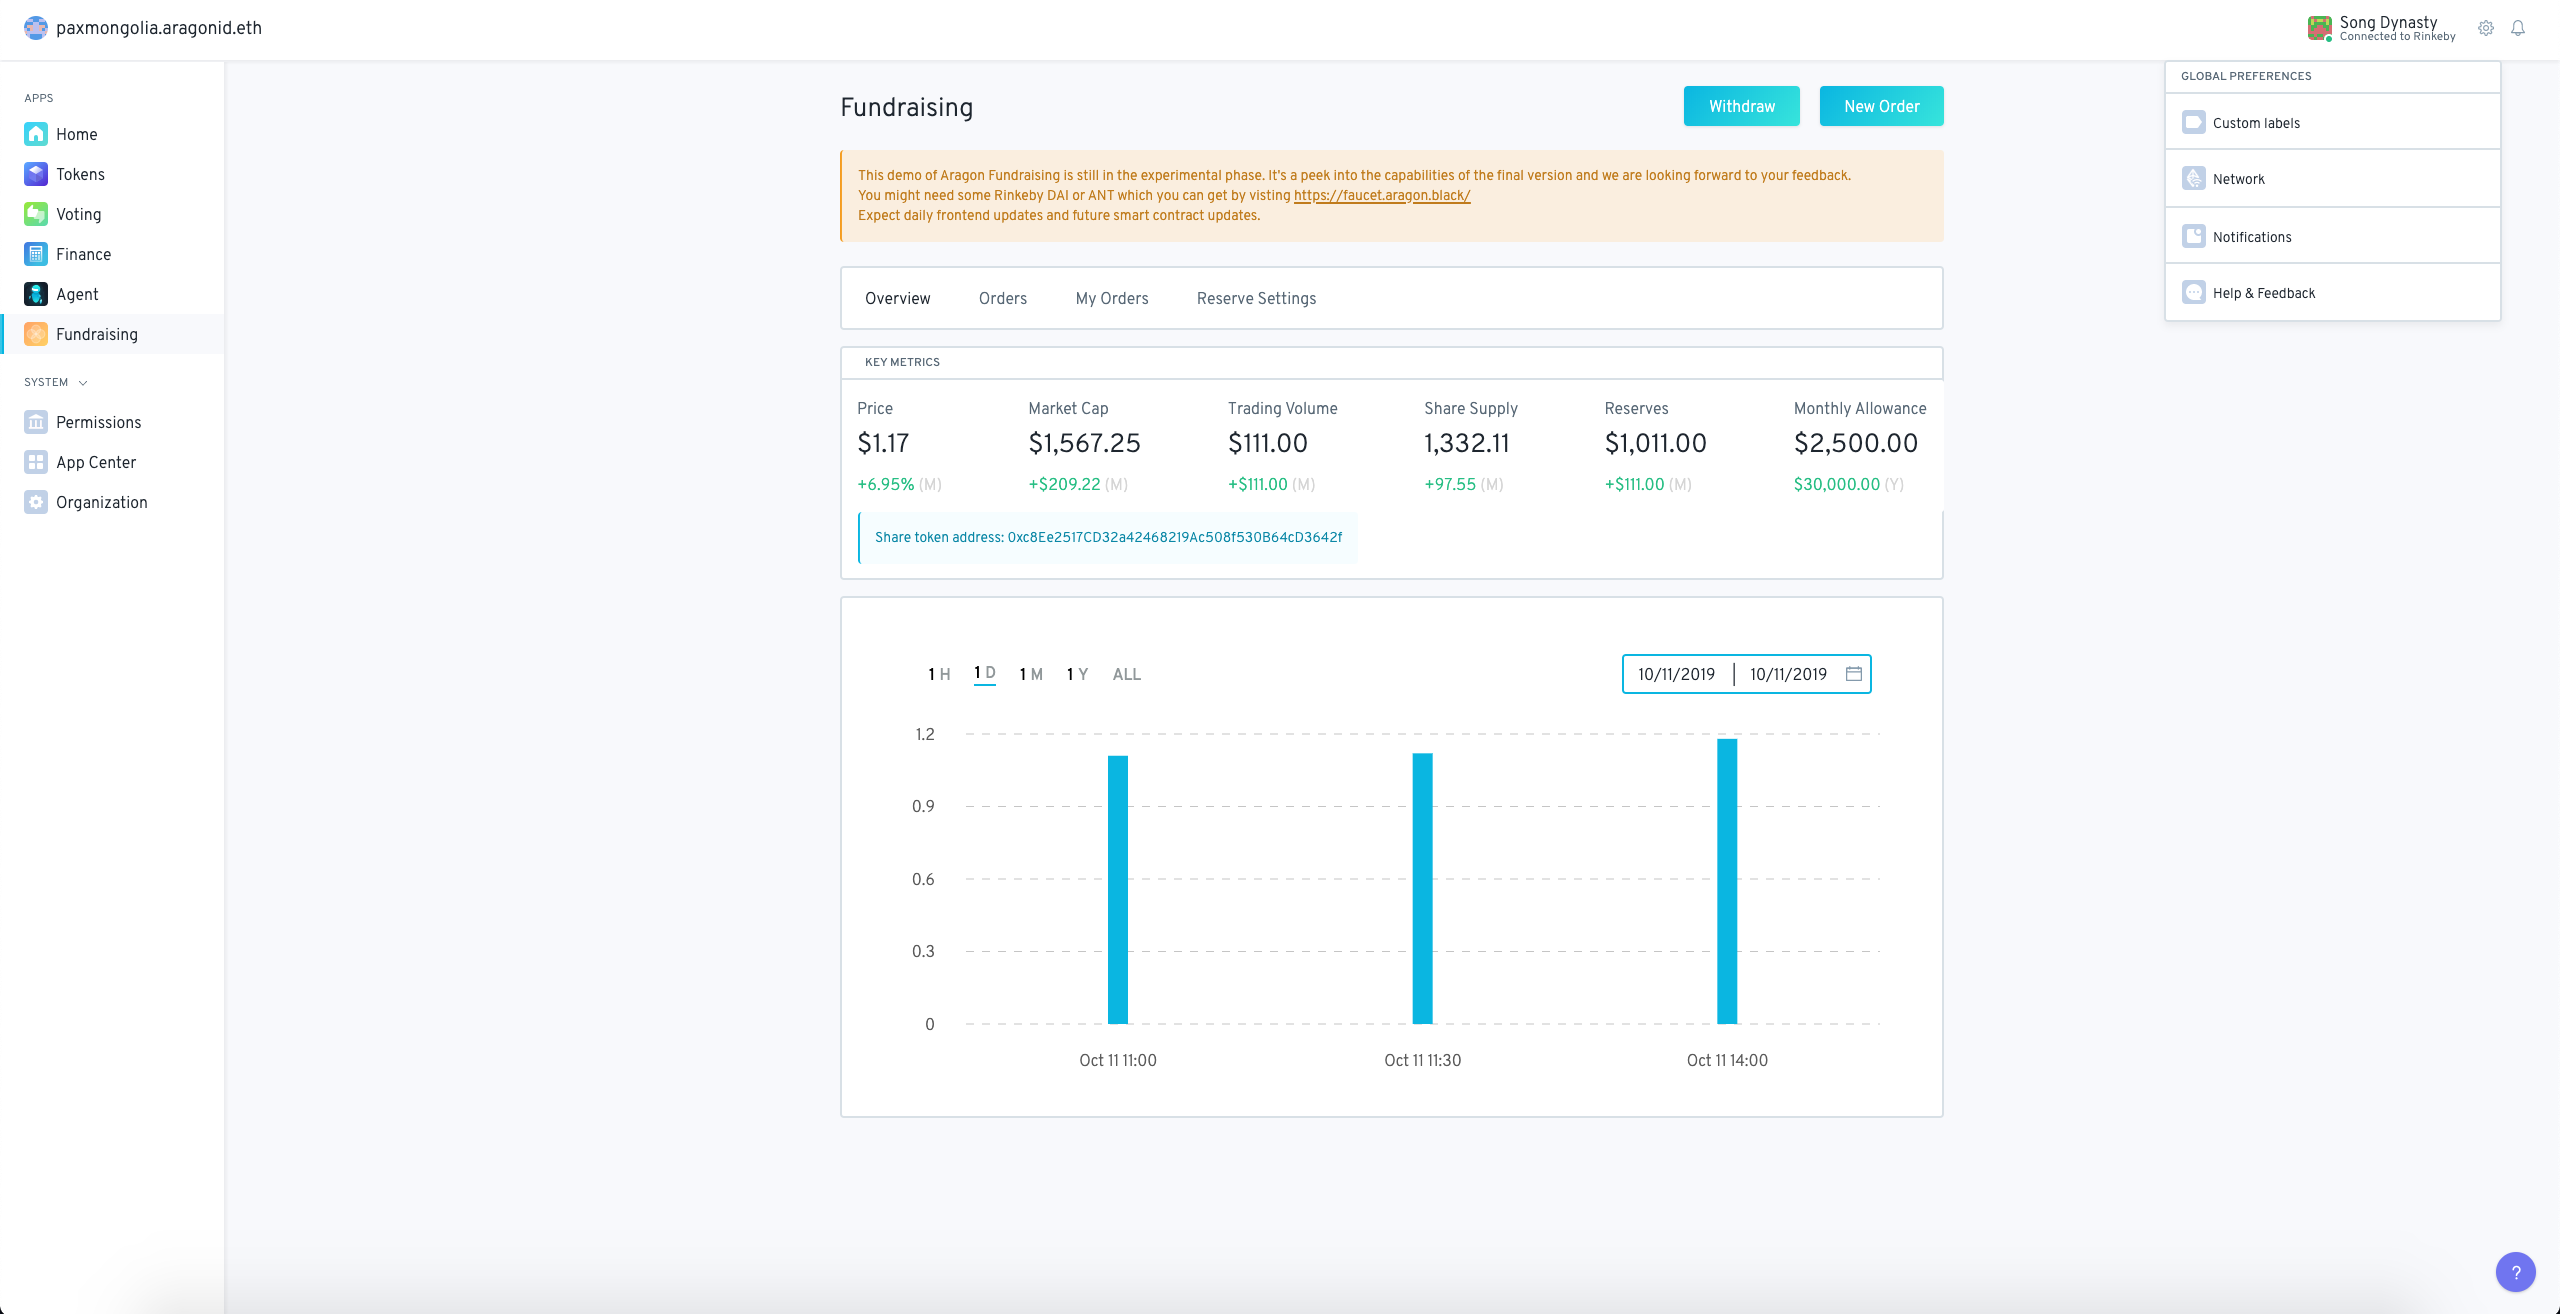 paxmongolia.aragonid.eth
Song Dynasty
Connected to Rinkeby
APPS
Home
Tokens
Voting
Finance
Agent
Fundraising
SYSTEM
Permissions
App Center
Organization
Fundraising
Withdraw
New Order
This demo of Aragon Fundraising is still in the experimental phase. It's a peek into the capabilities of the final version and we are looking forward to your feedback.
You might need some Rinkeby DAI or ANT which you can get by visting https://faucet.aragon.black/
Expect daily frontend updates and future smart contract updates.
Overview Orders My Orders Reserve Settings
KEY METRICS
Price Market Cap Trading Volume Share Supply Reserves Monthly Allowance
$1.17 $1,567.25 $111.00 1,332.11 $1,011.00 $2,500.00
+6.95% (M) +$209.22 (M) +$111.00 (M) +97.55 (M) +$111.00 (M) $30,000.00 (Y)
Share token address: 0xc8Ee2517CD32a42468219Ac508f530B64cD3642f
1 H 1 D 1 M 1 Y ALL
10/11/2019 | 10/11/2019
1.2
0.9
0.6
0.3
0
Oct 11 11:00 Oct 11 11:30 Oct 11 14:00
GLOBAL PREFERENCES
Custom labels
Network
Notifications
Help & Feedback
?